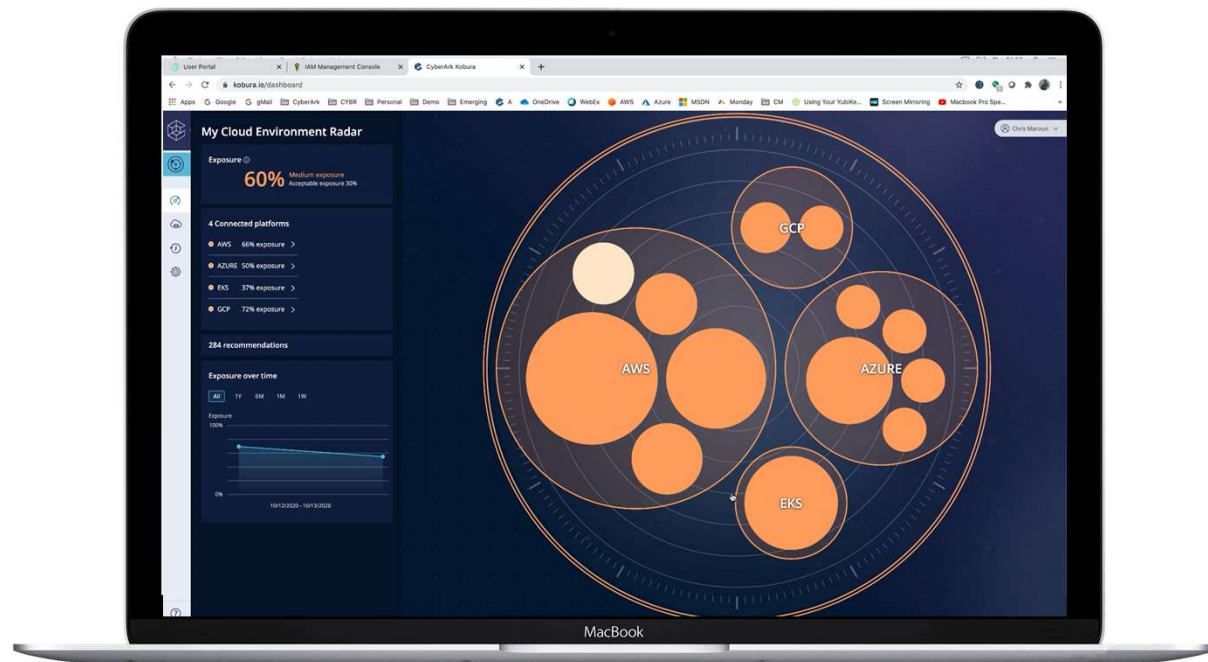 User Portal
IAM Management Console
CyberArk Kobura
kobura.io/dashboard
Apps Google gMail CyberArk CYBR Personal Demo Emerging A OneDrive WebEx AWS Azure MSDN Monday CM Using Your YubiKe... Screen Mirroring Macbook Pro Spe...
My Cloud Environment Radar
Chris Maroun
Exposure
60% Medium exposure
Acceptable exposure 30%
4 Connected platforms
AWS 66% exposure >
AZURE 50% exposure >
EKS 37% exposure >
GCP 72% exposure >
284 recommendations
Exposure over time
All 1Y 6M 1M 1W
Exposure
100%
0%
10/12/2020 - 10/13/2020
GCP
AWS
AZURE
EKS
MacBook